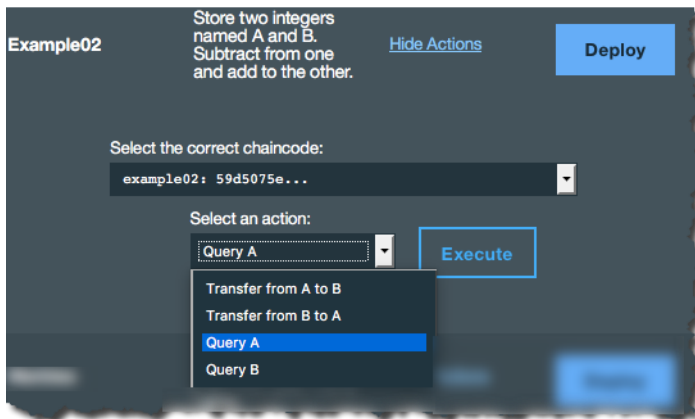 Example02
Store two integers
named A and B.
Subtract from one
and add to the other.
Hide Actions
Deploy
Select the correct chaincode:
example02: 59d5075e...
Select an action:
Query A
Execute
Transfer from A to B
Transfer from B to A
Query A
Query B